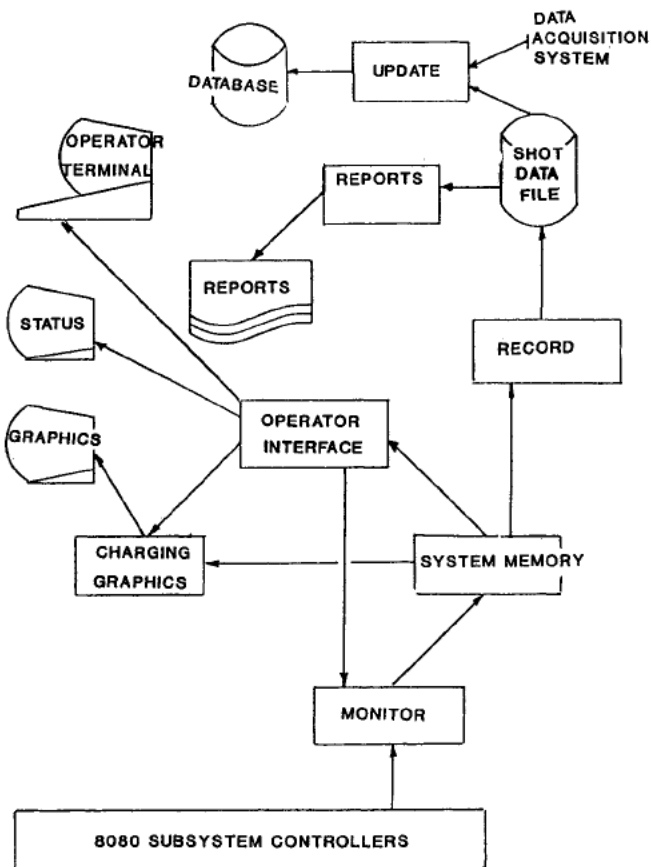 DATA
ACQUISITION
SYSTEM
DATABASE
UPDATE
OPERATOR
TERMINAL
REPORTS
SHOT
DATA
FILE
REPORTS
STATUS
RECORD
GRAPHICS
OPERATOR
INTERFACE
CHARGING
GRAPHICS
SYSTEM MEMORY
MONITOR
8080 SUBSYSTEM CONTROLLERS